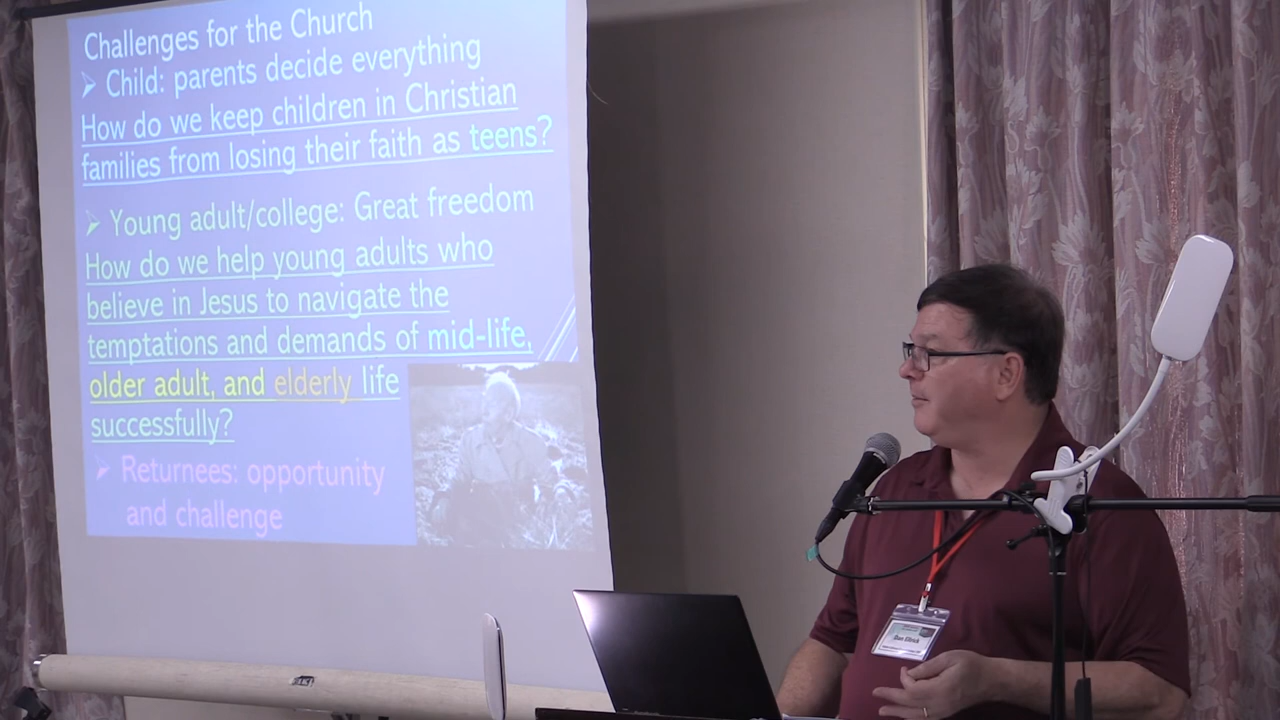 Challenges for the Church
➢ Child: parents decide everything
How do we keep children in Christian
families from losing their faith as teens?
➢ Young adult/college: Great freedom
How do we help young adults who
believe in Jesus to navigate the
temptations and demands of mid-life,
older adult, and elderly life
successfully?
➢ Returnees: opportunity
and challenge
Dan Ellrick